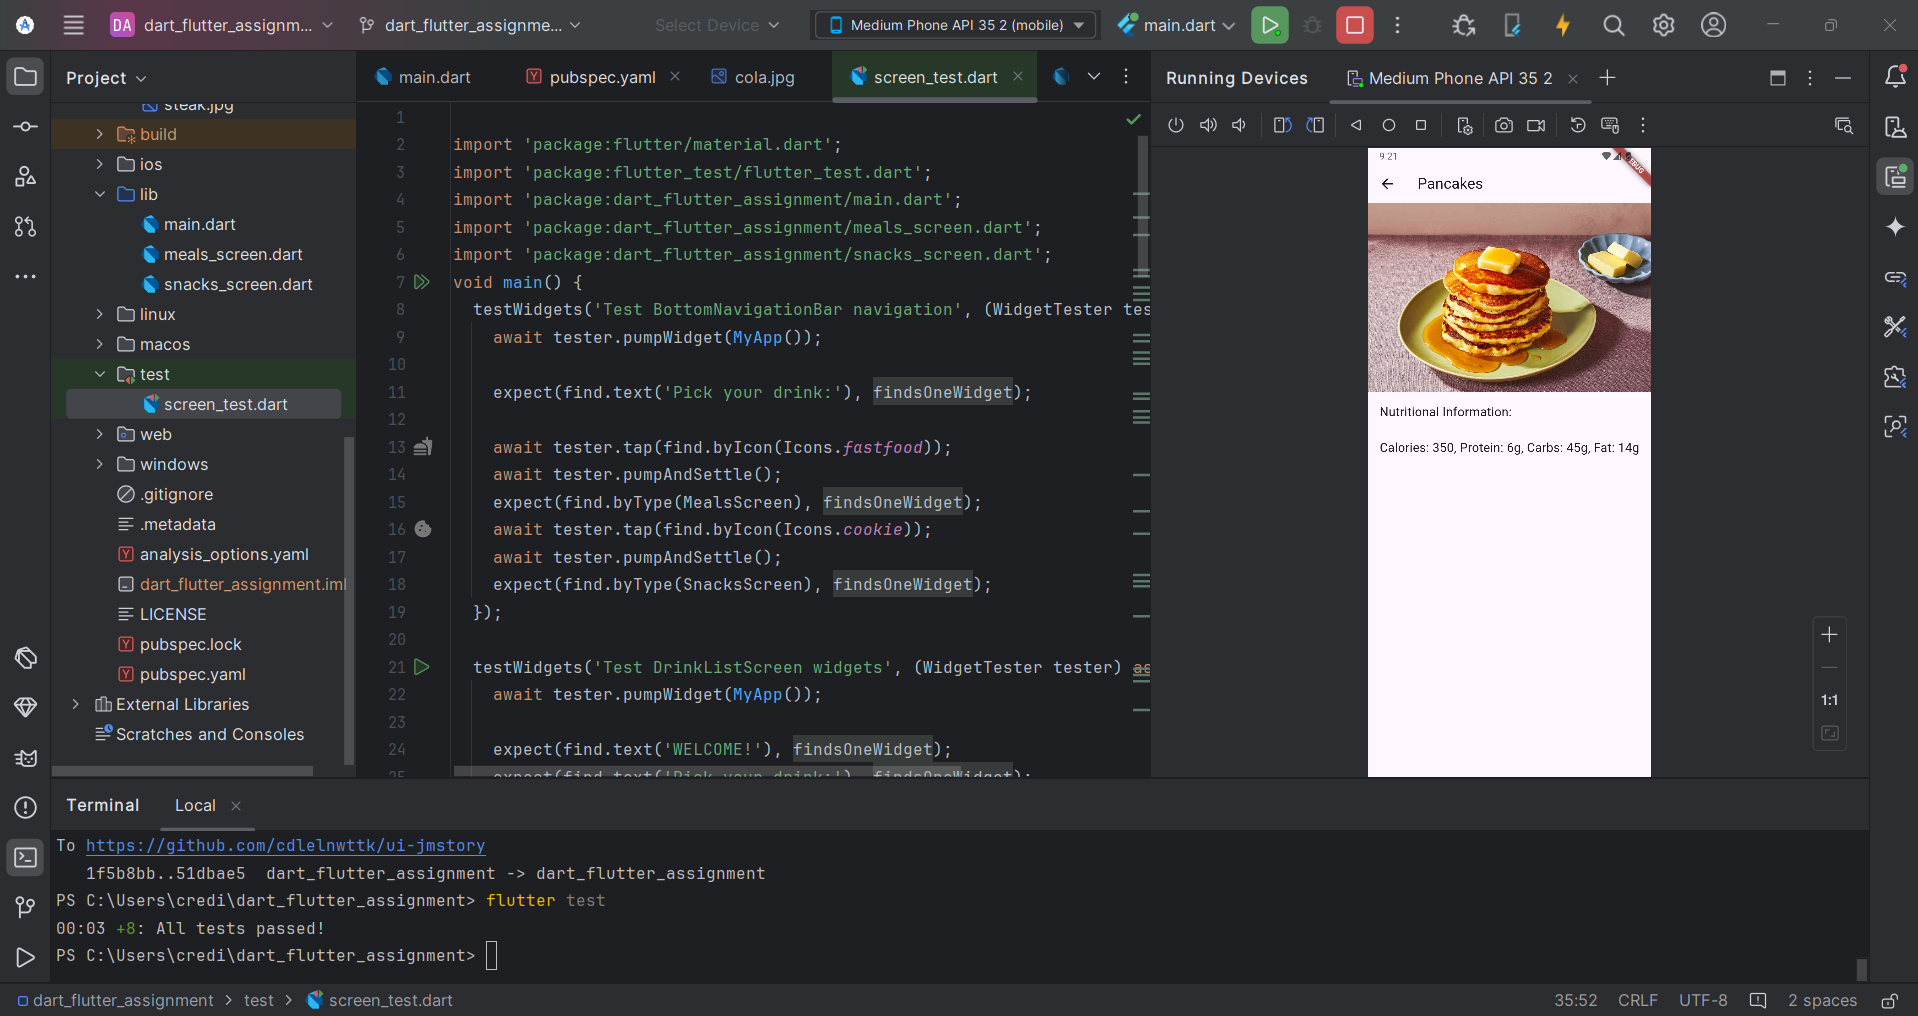 DA dart_flutter_assignm...
dart_flutter_assignme...
Select Device
Medium Phone API 35 2 (mobile)
main.dart
Project
steak.jpg
build
ios
lib
main.dart
meals_screen.dart
snacks_screen.dart
linux
macos
test
screen_test.dart
web
windows
.gitignore
.metadata
analysis_options.yaml
dart_flutter_assignment.iml
LICENSE
pubspec.lock
pubspec.yaml
External Libraries
Scratches and Consoles
main.dart
pubspec.yaml
cola.jpg
screen_test.dart
1
2 import 'package:flutter/material.dart';
3 import 'package:flutter_test/flutter_test.dart';
4 import 'package:dart_flutter_assignment/main.dart';
5 import 'package:dart_flutter_assignment/meals_screen.dart';
6 import 'package:dart_flutter_assignment/snacks_screen.dart';
7 void main() {
8 testWidgets('Test BottomNavigationBar navigation', (WidgetTester tes
9 await tester.pumpWidget(MyApp());
10
11 expect(find.text('Pick your drink:'), findsOneWidget);
12
13 await tester.tap(find.byIcon(Icons.fastfood));
14 await tester.pumpAndSettle();
15 expect(find.byType(MealsScreen), findsOneWidget);
16 await tester.tap(find.byIcon(Icons.cookie));
17 await tester.pumpAndSettle();
18 expect(find.byType(SnacksScreen), findsOneWidget);
19 });
20
21 testWidgets('Test DrinkListScreen widgets', (WidgetTester tester) as
22 await tester.pumpWidget(MyApp());
23
24 expect(find.text('WELCOME!'), findsOneWidget);
25 expect(find.text('Pick your drink:'), findsOneWidget);
Running Devices
Medium Phone API 35 2
9:21
Pancakes
Nutritional Information:
Calories: 350, Protein: 6g, Carbs: 45g, Fat: 14g
1:1
Terminal
Local
To https://github.com/cdlelnwttk/ui-jmstory
1f5b8bb..51dbae5 dart_flutter_assignment -> dart_flutter_assignment
PS C:\Users\credi\dart_flutter_assignment> flutter test
00:03 +8: All tests passed!
PS C:\Users\credi\dart_flutter_assignment>
dart_flutter_assignment > test > screen_test.dart
35:52 CRLF UTF-8 2 spaces